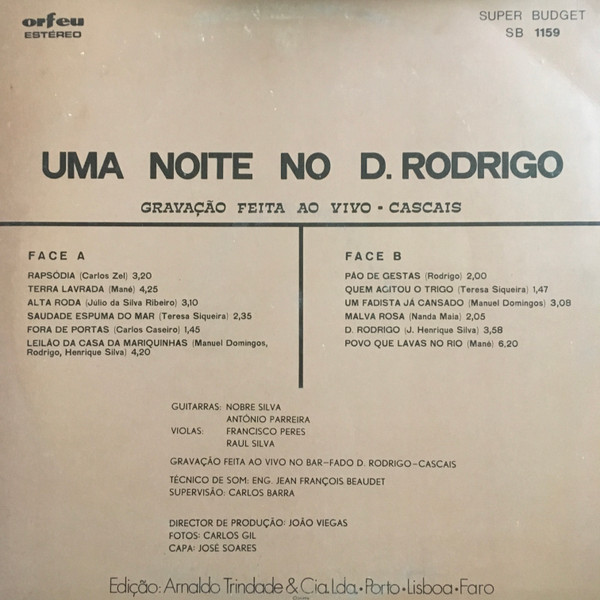 orfeu
ESTÉREO
SUPER BUDGET
SB 1159
UMA NOITE NO D. RODRIGO
GRAVAÇÃO FEITA AO VIVO - CASCAIS
FACE A
RAPSÓDIA (Carlos Zel) 3,20
TERRA LAVRADA (Mané) 4,25
ALTA RODA (Júlio da Silva Ribeiro) 3,10
SAUDADE ESPUMA DO MAR (Teresa Siqueira) 2,35
FORA DE PORTAS (Carlos Caseiro) 1,45
LEILÃO DA CASA DA MARIQUINHAS (Manuel Domingos,
Rodrigo, Henrique Silva) 4,20
FACE B
PÃO DE GESTAS (Rodrigo) 2,00
QUEM AGITOU O TRIGO (Teresa Siqueira) 1,47
UM FADISTA JÁ CANSADO (Manuel Domingos) 3,08
MALVA ROSA (Nanda Maia) 2,05
D. RODRIGO (J. Henrique Silva) 3,58
POVO QUE LAVAS NO RIO (Mané) 6,20
GUITARRAS: NOBRE SILVA
ANTÓNIO PARREIRA
VIOLAS: FRANCISCO PERES
RAUL SILVA
GRAVAÇÃO FEITA AO VIVO NO BAR-FADO D. RODRIGO-CASCAIS
TÉCNICO DE SOM: ENG. JEAN FRANÇOIS BEAUDET
SUPERVISÃO: CARLOS BARRA
DIRECTOR DE PRODUÇÃO: JOÃO VIEGAS
FOTOS: CARLOS GIL
CAPA: JOSÉ SOARES
Edição: Arnaldo Trindade & Cia. Lda. • Porto • Lisboa • Faro